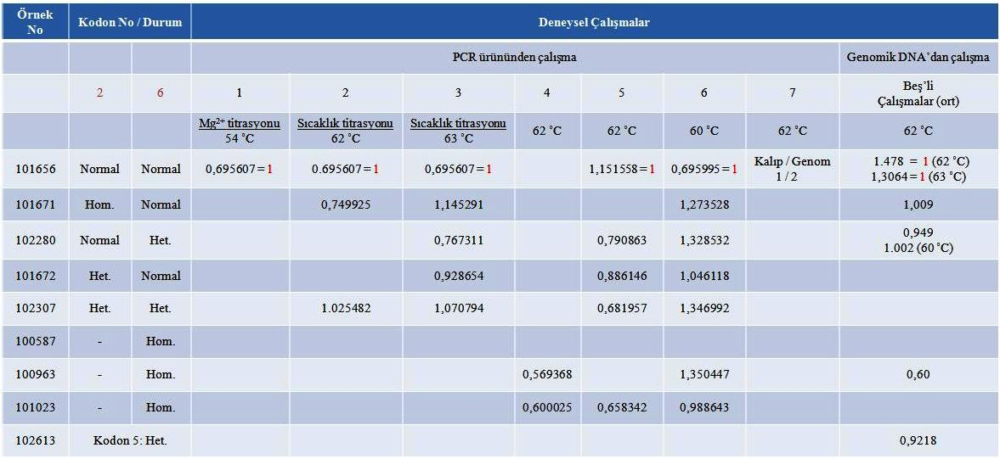 Örnek No Kodon No / Durum Deneysel Çalışmalar
PCR ürününden çalışma Genomik DNA’dan çalışma
2 6 1 2 3 4 5 6 7 Beş’li Çalışmalar (ort)
Mg²⁺ titrasyonu 54 ˚C Sıcaklık titrasyonu 62 ˚C Sıcaklık titrasyonu 63 ˚C 62 ˚C 62 ˚C 60 ˚C 62 ˚C 62 ˚C
101656 Normal Normal 0,695607=1 0.695607=1 0,695607=1 1,151558=1 0,695995=1 Kalıp / Genom 1 / 2 1.478 = 1 (62 ˚C) 1,3064=1 (63 ˚C)
101671 Hom. Normal 0,749925 1,145291 1,273528 1,009
102280 Normal Het. 0,767311 0,790863 1,328532 0,949 1.002 (60 ˚C)
101672 Het. Normal 0,928654 0,886146 1,046118
102307 Het. Het. 1.025482 1,070794 0,681957 1,346992
100587 - Hom.
100963 - Hom. 0,569368 1,350447 0,60
101023 - Hom. 0,600025 0,658342 0,988643
102613 Kodon 5: Het. 0,9218